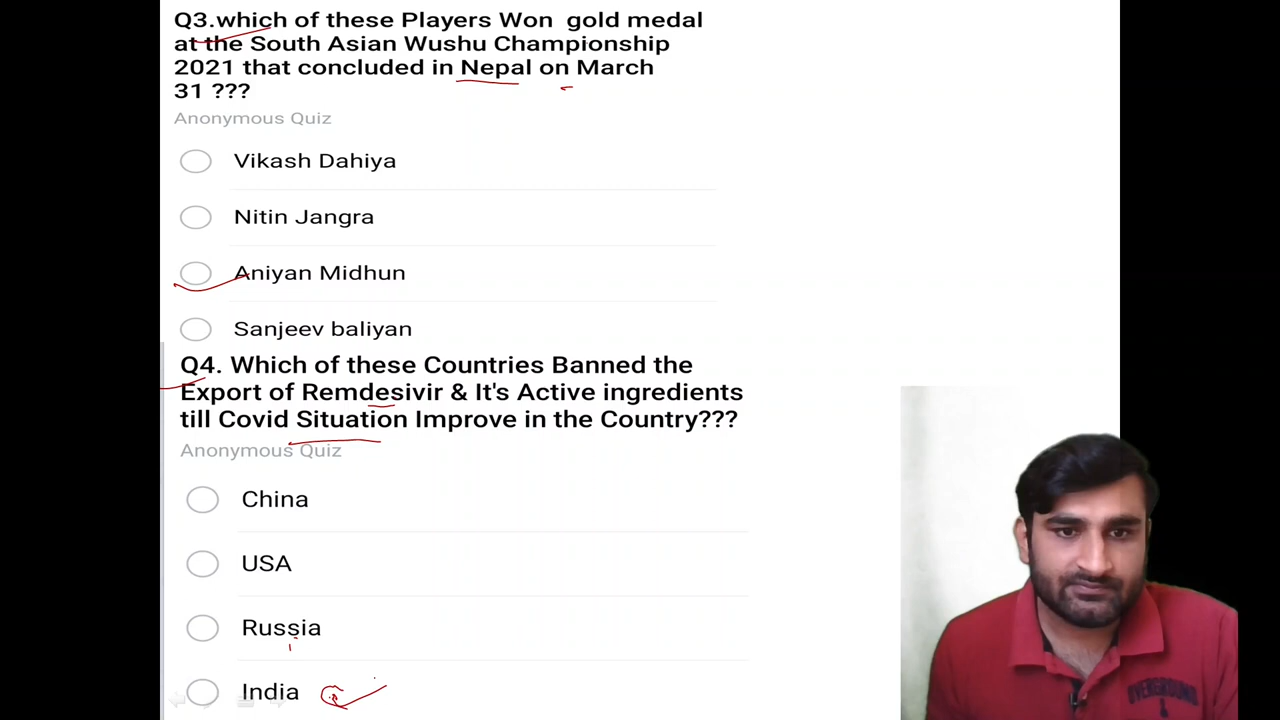 Q3.which of these Players Won gold medal
at the South Asian Wushu Championship
2021 that concluded in Nepal on March
31 ???
Anonymous Quiz
Vikash Dahiya
Nitin Jangra
Aniyan Midhun
Sanjeev baliyan
Q4. Which of these Countries Banned the
Export of Remdesivir & It's Active ingredients
till Covid Situation Improve in the Country???
Anonymous Quiz
China
USA
Russia
India